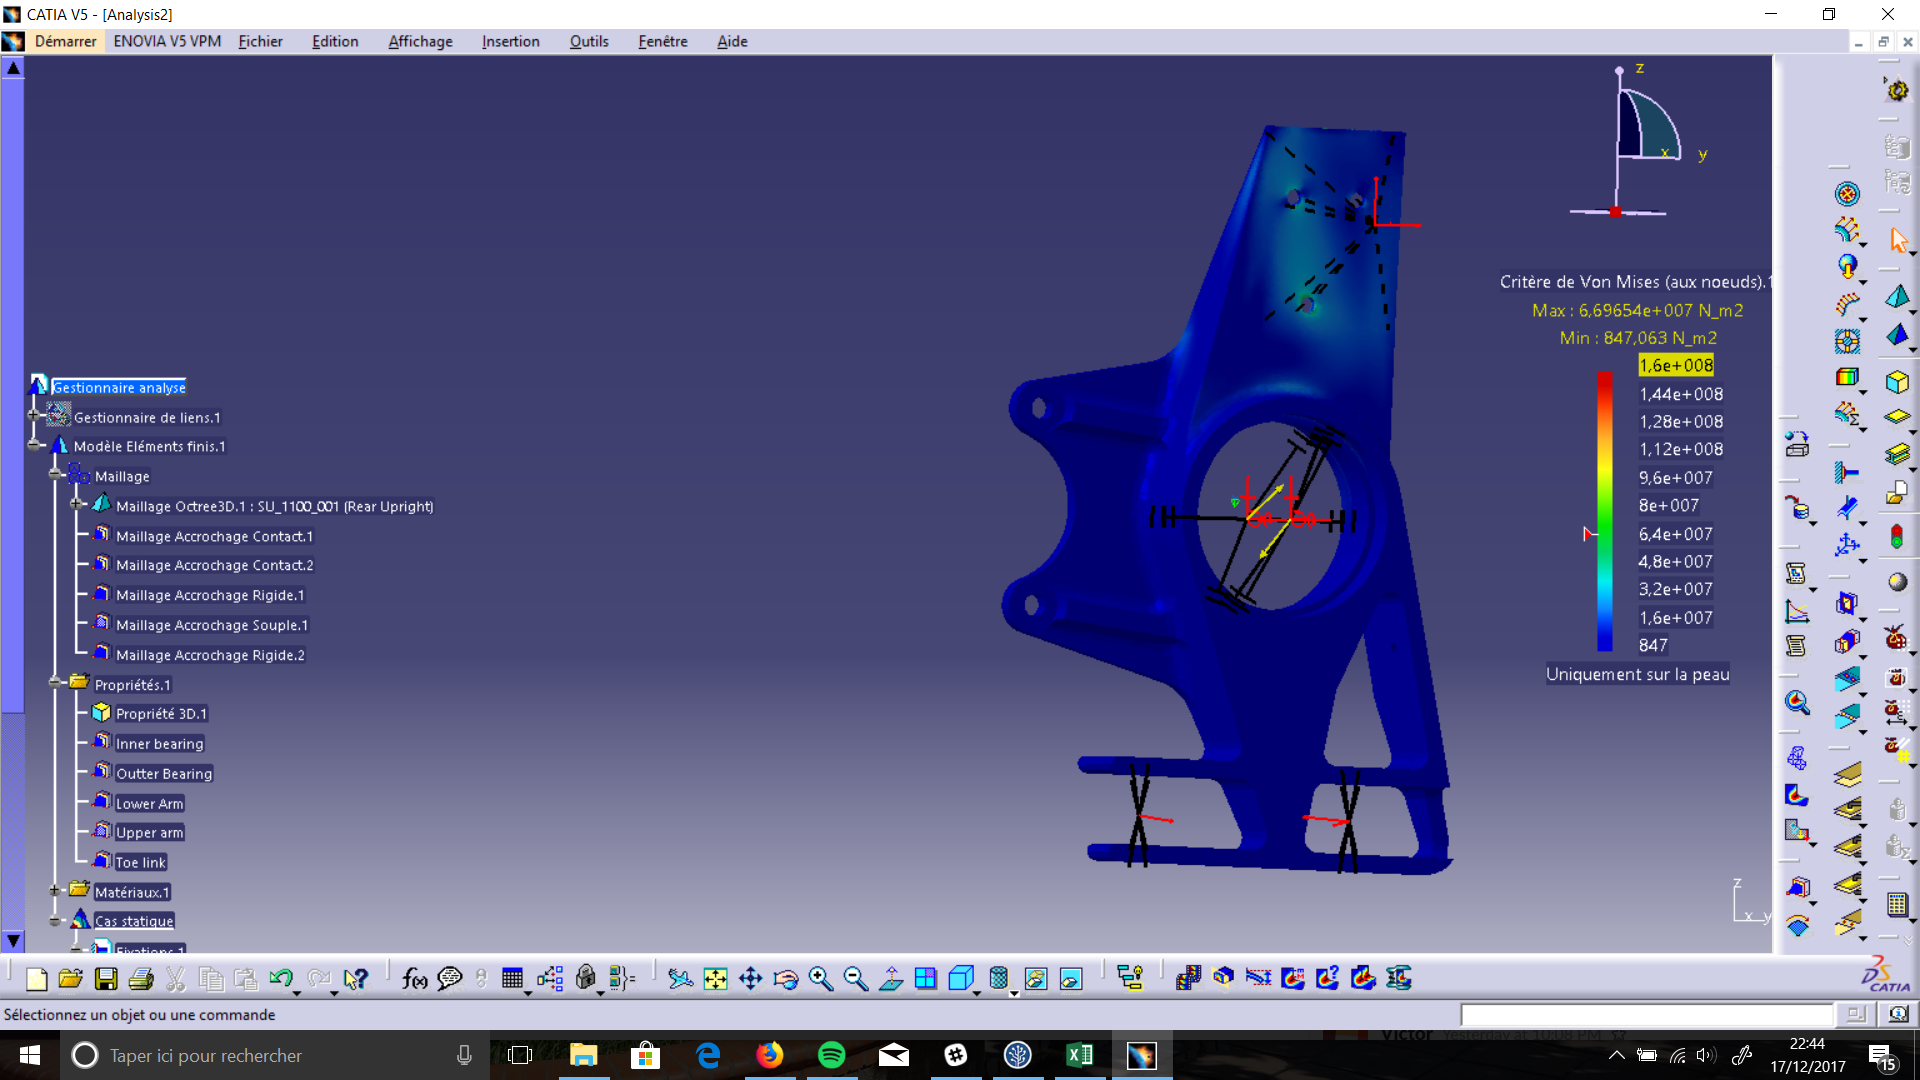 CATIA V5 - [Analysis2]
Démarrer ENOVIA V5 VPM Fichier Edition Affichage Insertion Outils Fenêtre Aide
z
x
y
Critère de Von Mises (aux noeuds).1
Max : 6,69654e+007 N_m2
Min : 847,063 N_m2
1,6e+008
1,44e+008
1,28e+008
1,12e+008
9,6e+007
8e+007
6,4e+007
4,8e+007
3,2e+007
1,6e+007
847
Uniquement sur la peau
Gestionnaire analyse
Gestionnaire de liens.1
Modèle Eléments finis.1
Maillage
Maillage Octree3D.1 : SU_1100_001 (Rear Upright)
Maillage Accrochage Contact.1
Maillage Accrochage Contact.2
Maillage Accrochage Rigide.1
Maillage Accrochage Souple.1
Maillage Accrochage Rigide.2
Propriétés.1
Propriété 3D.1
Inner bearing
Outter Bearing
Lower Arm
Upper arm
Toe link
Matériaux.1
Cas statique
Fixations.1
z
x y
f(x)
CATIA
Sélectionnez un objet ou une commande
Taper ici pour rechercher
Victor Yesterday at 10:08 PM
22:44
17/12/2017
15